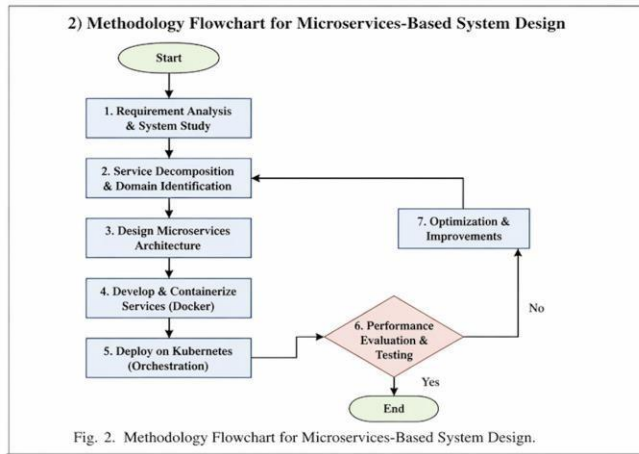 2) Methodology Flowchart for Microservices-Based System Design
Start
1. Requirement Analysis
& System Study
2. Service Decomposition
& Domain Identification
3. Design Microservices
Architecture
4. Develop & Containerize
Services (Docker)
5. Deploy on Kubernetes
(Orchestration)
6. Performance
Evaluation &
Testing
7. Optimization &
Improvements
No
Yes
End
Fig. 2. Methodology Flowchart for Microservices-Based System Design.